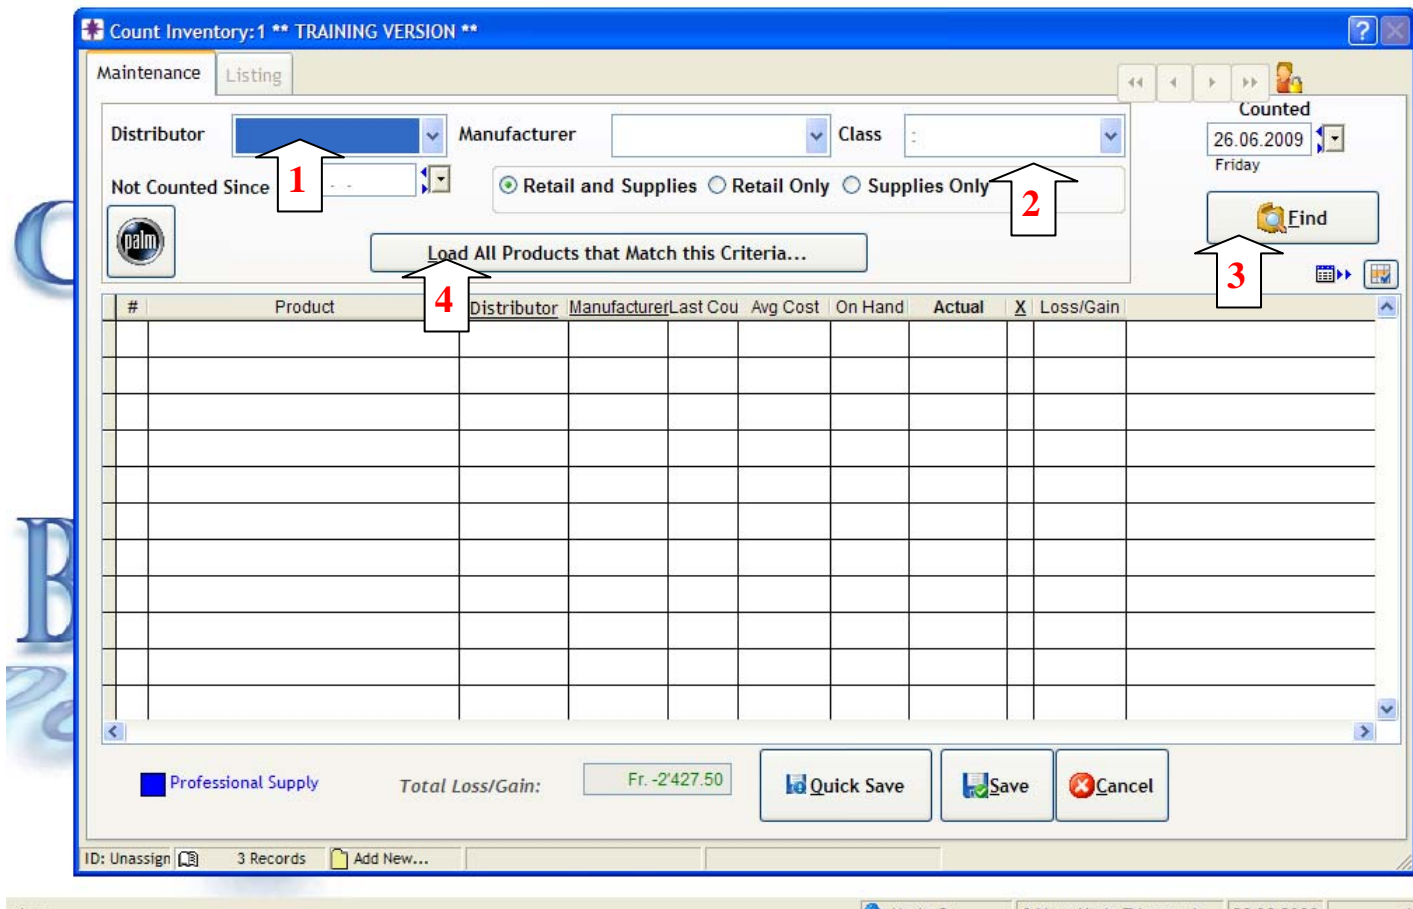 Count Inventory:1 ** TRAINING VERSION **
?
Maintenance Listing
Counted
Distributor Manufacturer Class : 26.06.2009
Friday
Not Counted Since - - Retail and Supplies Retail Only Supplies Only
1 2
Find
palm
Load All Products that Match this Criteria...
3
4
# Product Distributor Manufacturer Last Cou Avg Cost On Hand Actual X Loss/Gain
Professional Supply Total Loss/Gain: Fr. -2'427.50 Quick Save Save Cancel
ID: Unassign 3 Records Add New...